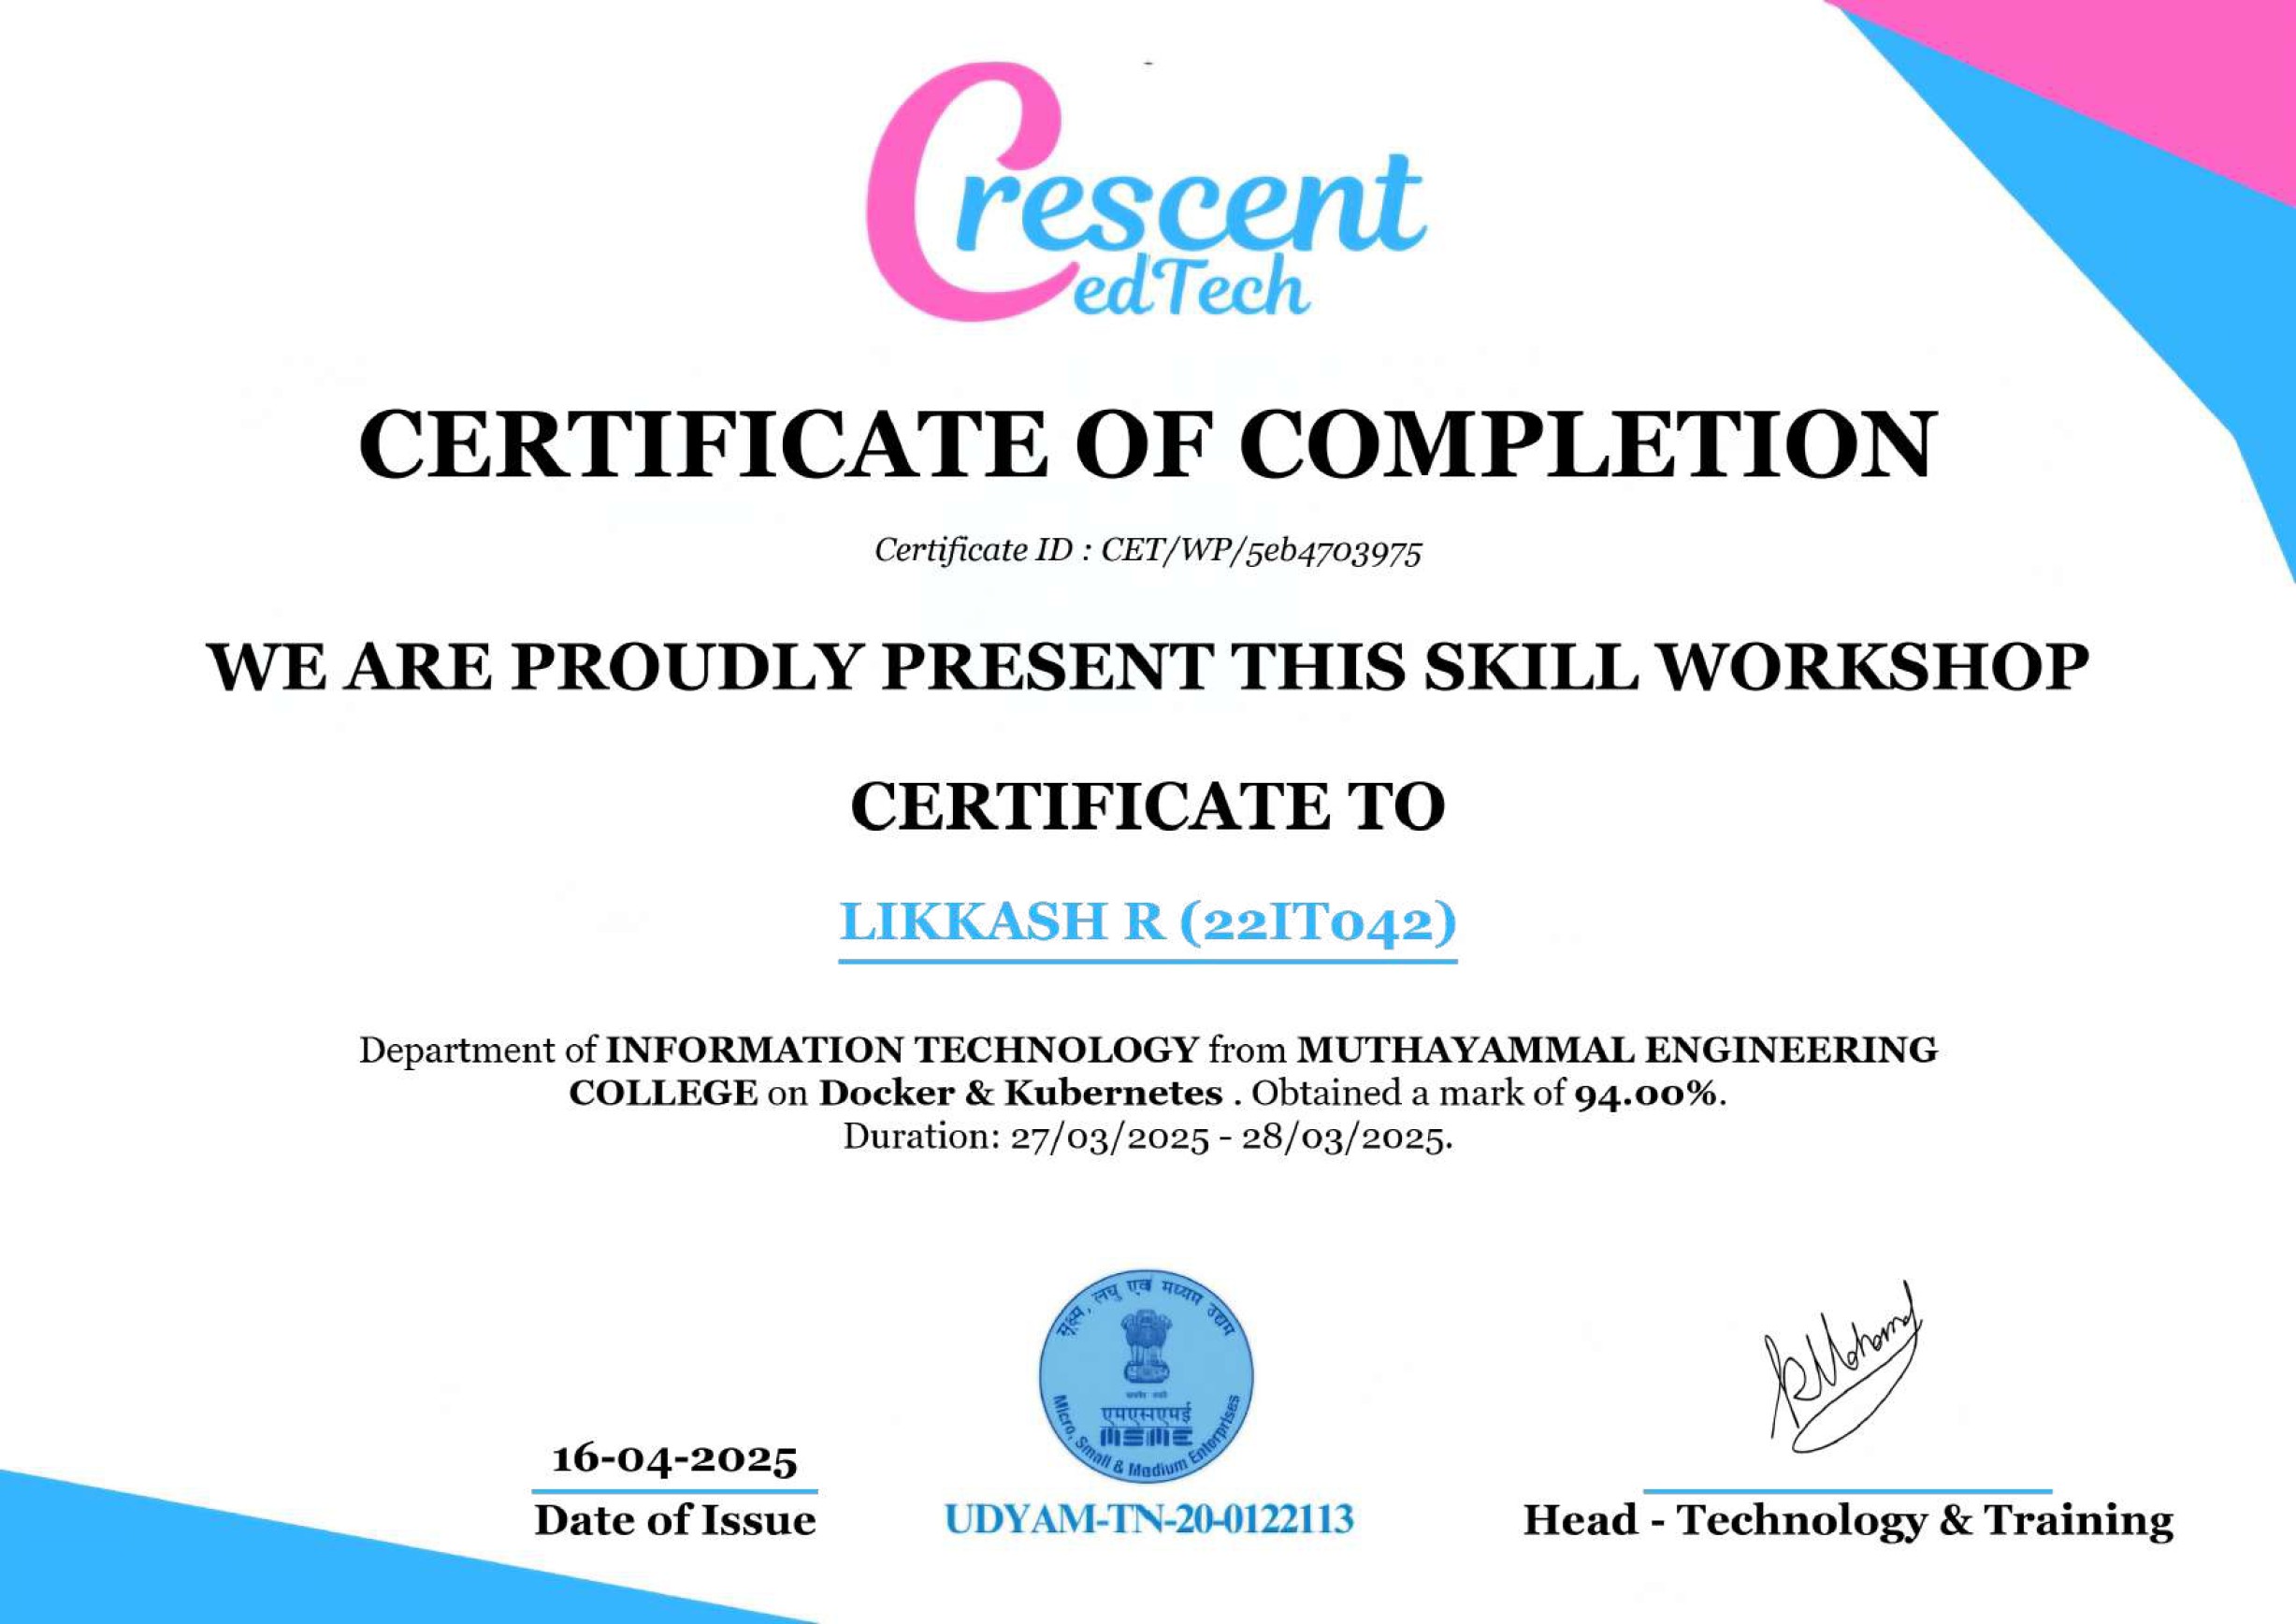 Crescent
edTech
CERTIFICATE OF COMPLETION
Certificate ID : CET/WP/5eb4703975
WE ARE PROUDLY PRESENT THIS SKILL WORKSHOP
CERTIFICATE TO
LIKKASH R (22IT042)
Department of INFORMATION TECHNOLOGY from MUTHAYAMMAL ENGINEERING
COLLEGE on Docker & Kubernetes . Obtained a mark of 94.00%.
Duration: 27/03/2025 - 28/03/2025.
सूक्ष्म, लघु एवं मध्यम उद्यम
एमएसएमई
MSME
Micro, Small & Medium Enterprises
16-04-2025
Date of Issue
UDYAM-TN-20-0122113
Head - Technology & Training